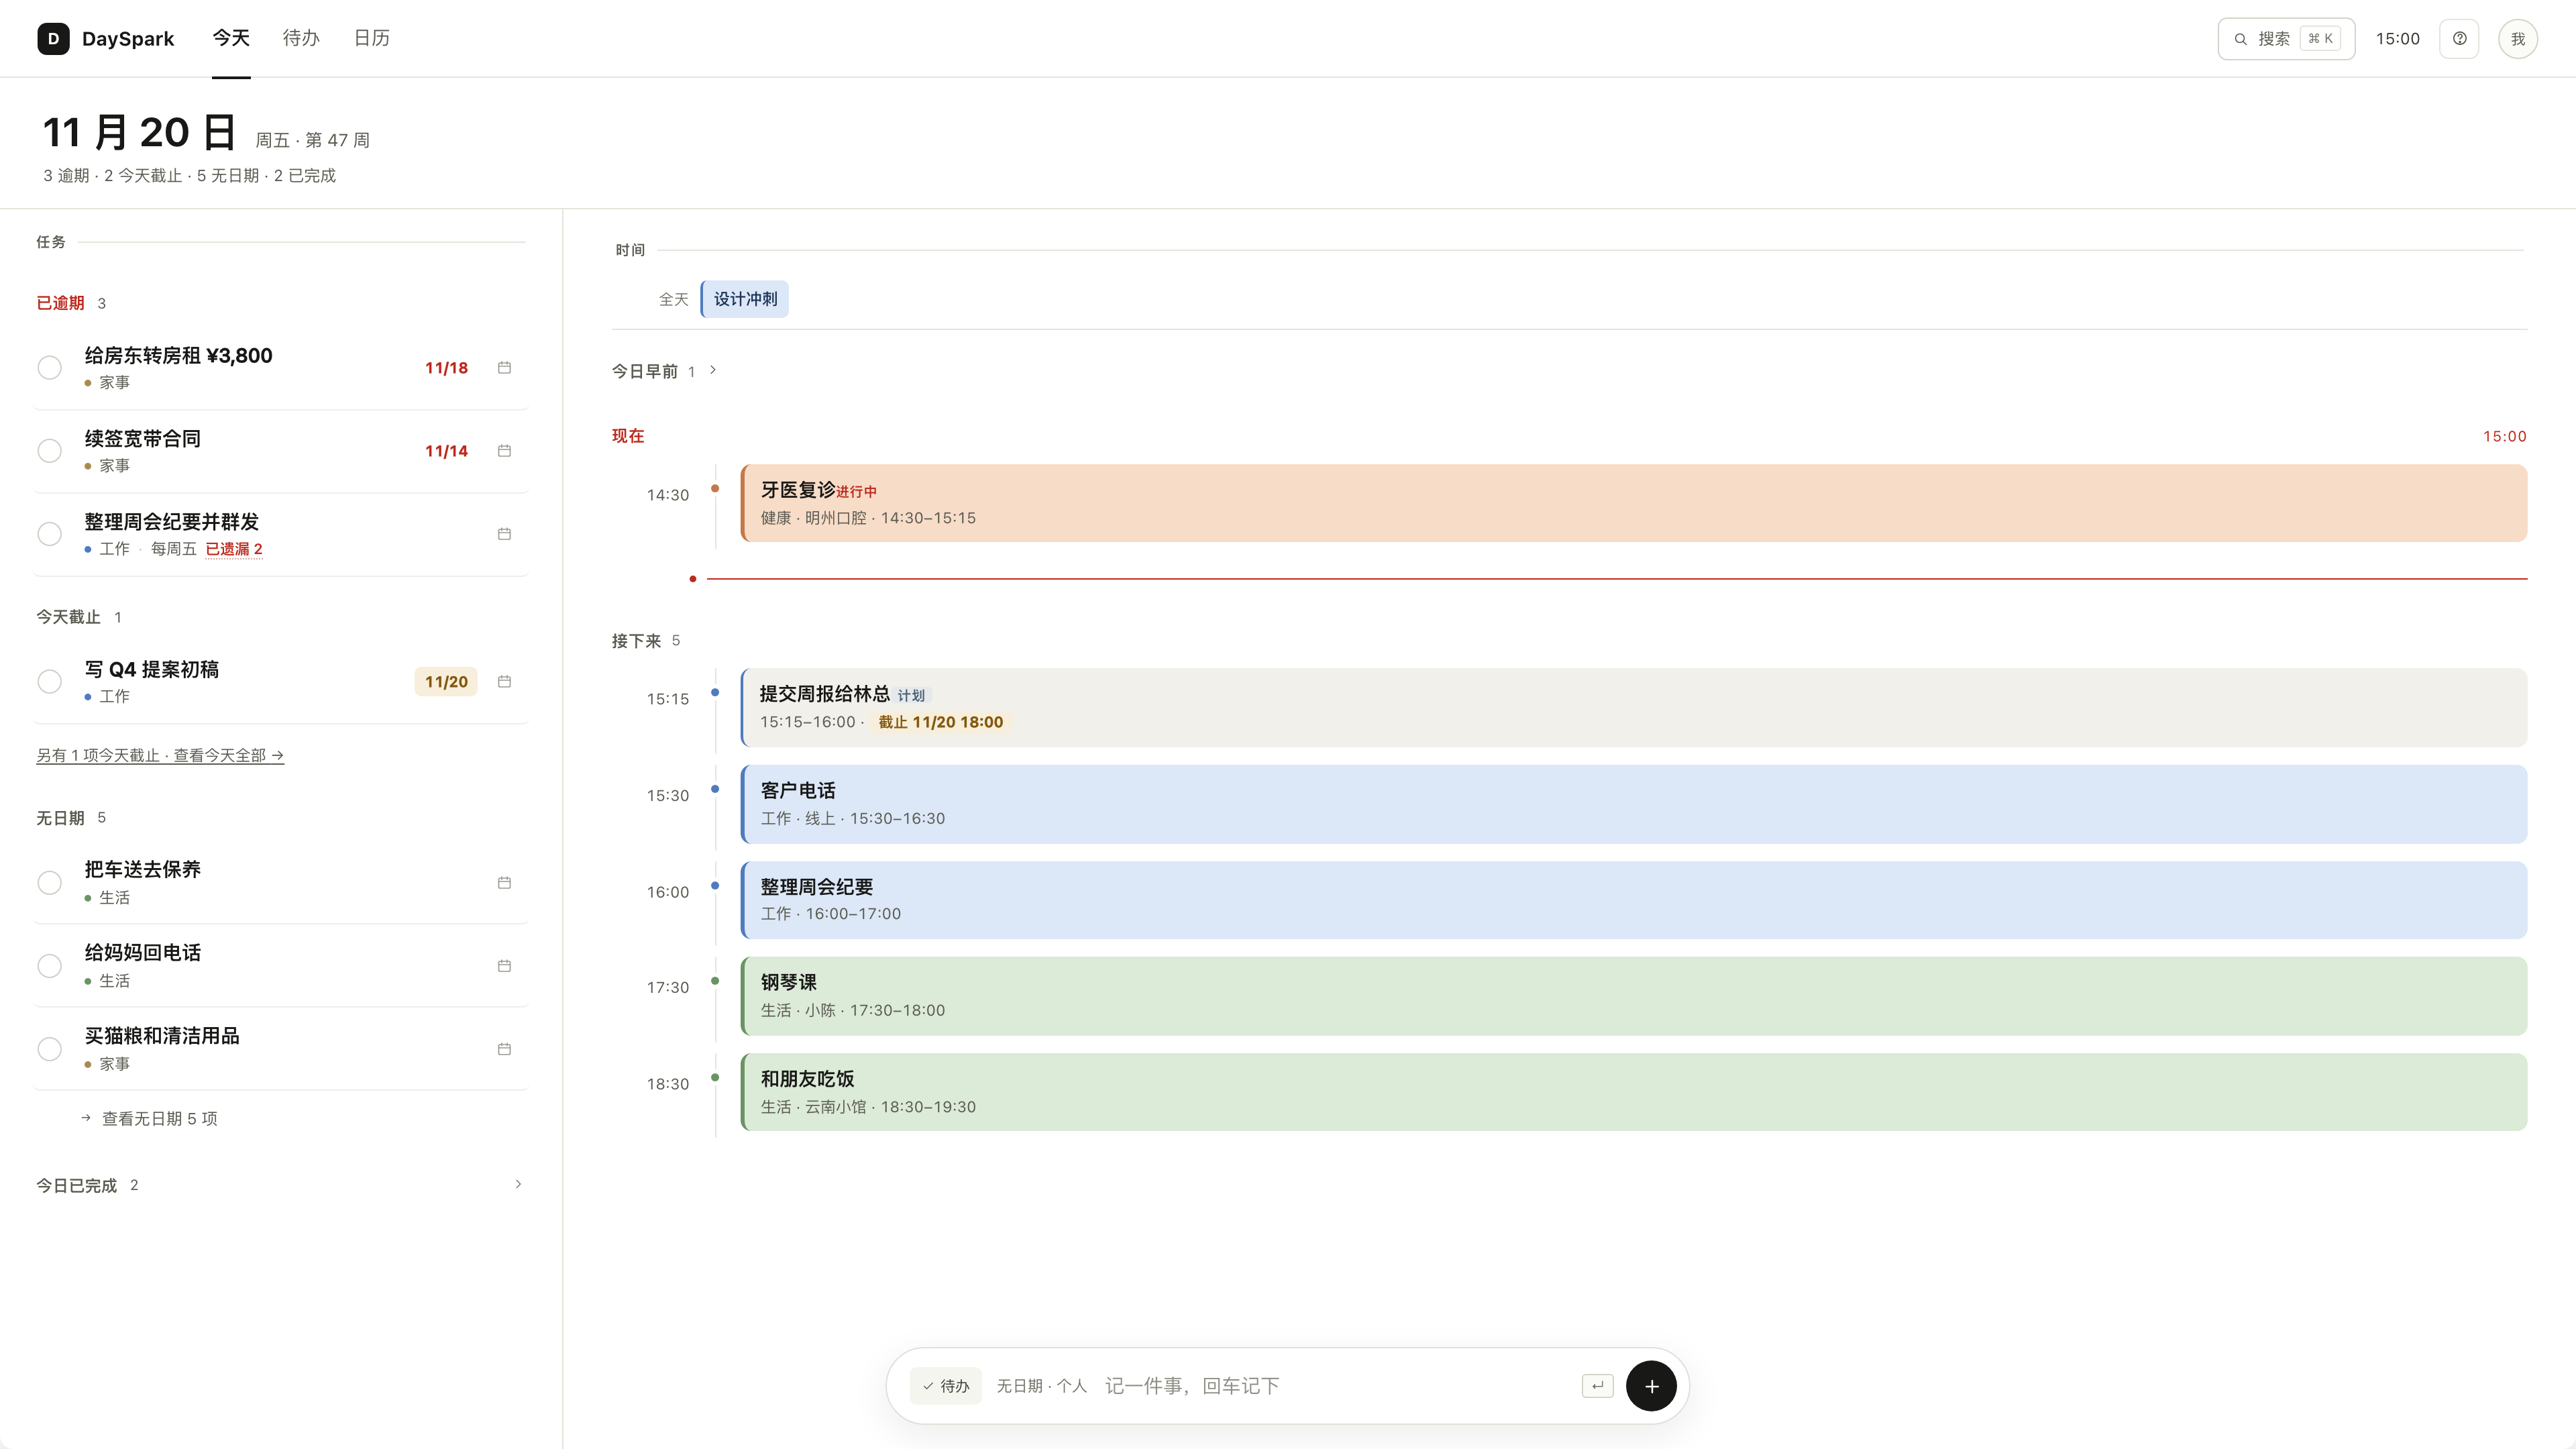 D DaySpark 今天 待办 日历 搜索 ⌘ K 15:00 我
11 月 20 日 周五 · 第 47 周
3 逾期 · 2 今天截止 · 5 无日期 · 2 已完成
任务
已逾期 3
给房东转房租 ¥3,800
家事
11/18
续签宽带合同
家事
11/14
整理周会纪要并群发
工作 · 每周五 已遗漏 2
今天截止 1
写 Q4 提案初稿
工作
11/20
另有 1 项今天截止 · 查看今天全部 →
无日期 5
把车送去保养
生活
给妈妈回电话
生活
买猫粮和清洁用品
家事
→ 查看无日期 5 项
今日已完成 2
时间
全天 设计冲刺
今日早前 1
现在 15:00
14:30
牙医复诊进行中
健康 · 明州口腔 · 14:30–15:15
接下来 5
15:15
提交周报给林总 计划
15:15–16:00 · 截止 11/20 18:00
15:30
客户电话
工作 · 线上 · 15:30–16:30
16:00
整理周会纪要
工作 · 16:00–17:00
17:30
钢琴课
生活 · 小陈 · 17:30–18:00
18:30
和朋友吃饭
生活 · 云南小馆 · 18:30–19:30
待办 无日期 · 个人 记一件事，回车记下